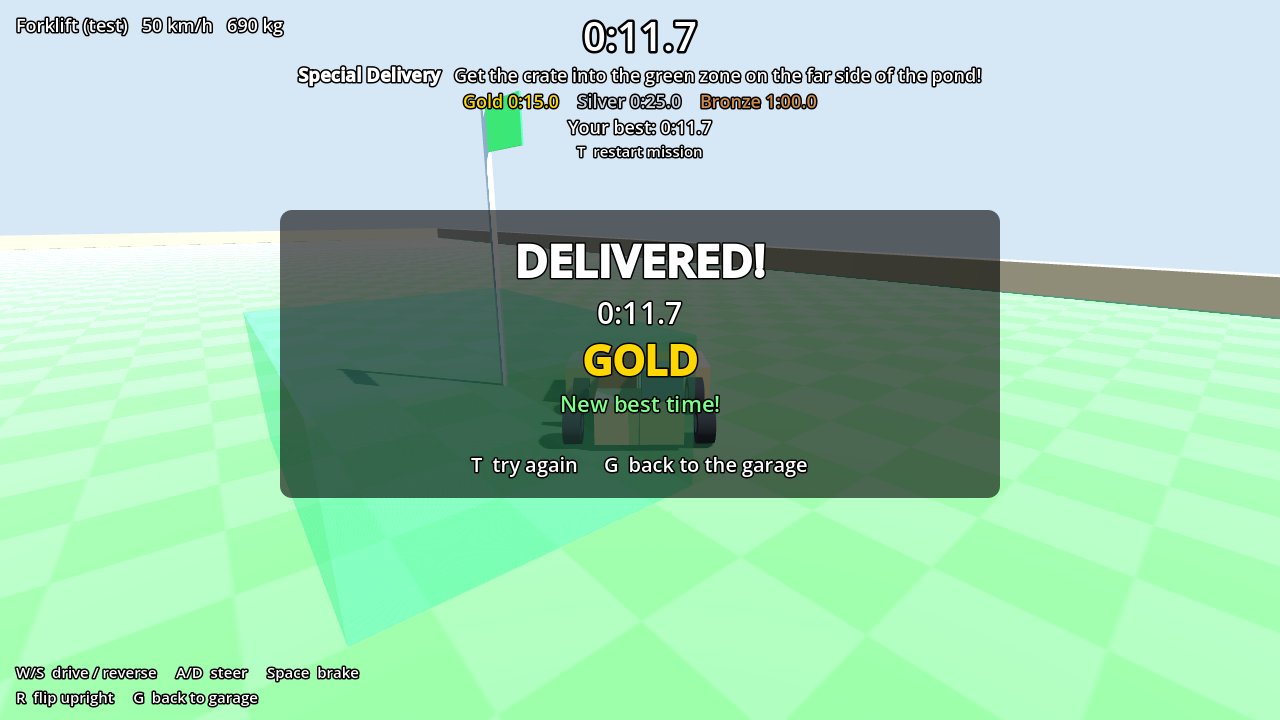 Forklift (test) 50 km/h 690 kg
0:11.7
Special Delivery Get the crate into the green zone on the far side of the pond!
Gold 0:15.0 Silver 0:25.0 Bronze 1:00.0
Your best: 0:11.7
T restart mission
DELIVERED!
0:11.7
GOLD
New best time!
T try again G back to the garage
W/S drive / reverse A/D steer Space brake
R flip upright G back to garage